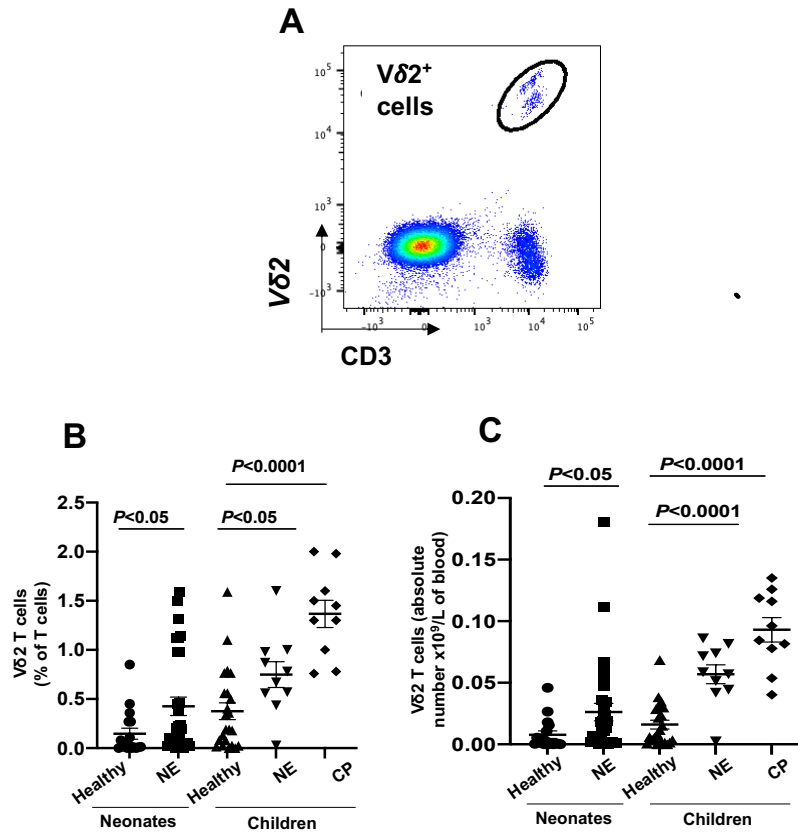 A
Vδ2⁺
cells
10⁵
10⁴
10³
0
-10³
Vδ2
-10³
0
10³
10⁴
10⁵
CD3
B
P<0.0001
P<0.05
P<0.05
2.5
2.0
1.5
1.0
0.5
0.0
Vδ2 T cells
(% of T cells)
Healthy
NE
Healthy
NE
CP
Neonates
Children
C
P<0.05
P<0.0001
P<0.0001
0.20
0.15
0.10
0.05
0.00
Vδ2 T cells (absolute
number x10⁹/L of blood)
Healthy
NE
Healthy
NE
CP
Neonates
Children